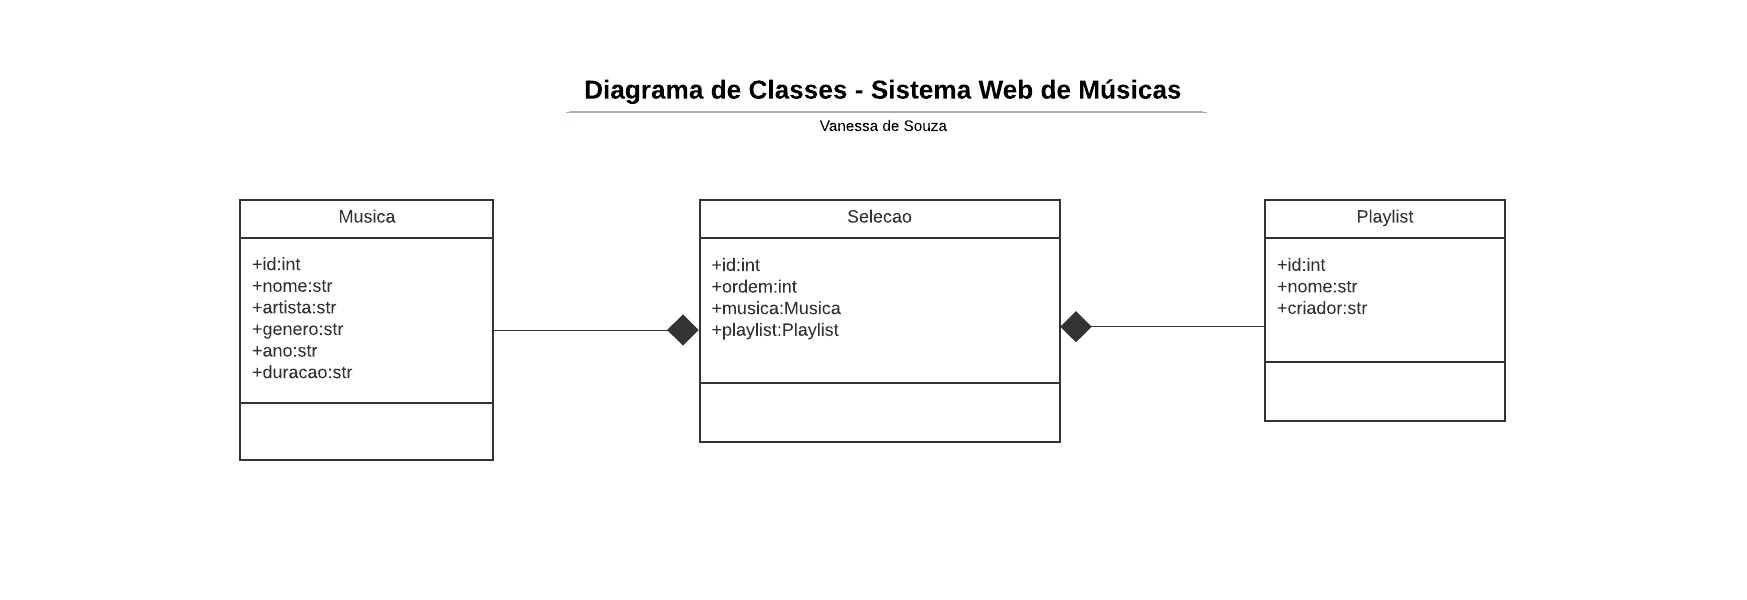 Diagrama de Classes - Sistema Web de Músicas
Vanessa de Souza
Musica
+id:int
+nome:str
+artista:str
+genero:str
+ano:str
+duracao:str
Selecao
+id:int
+ordem:int
+musica:Musica
+playlist:Playlist
Playlist
+id:int
+nome:str
+criador:str